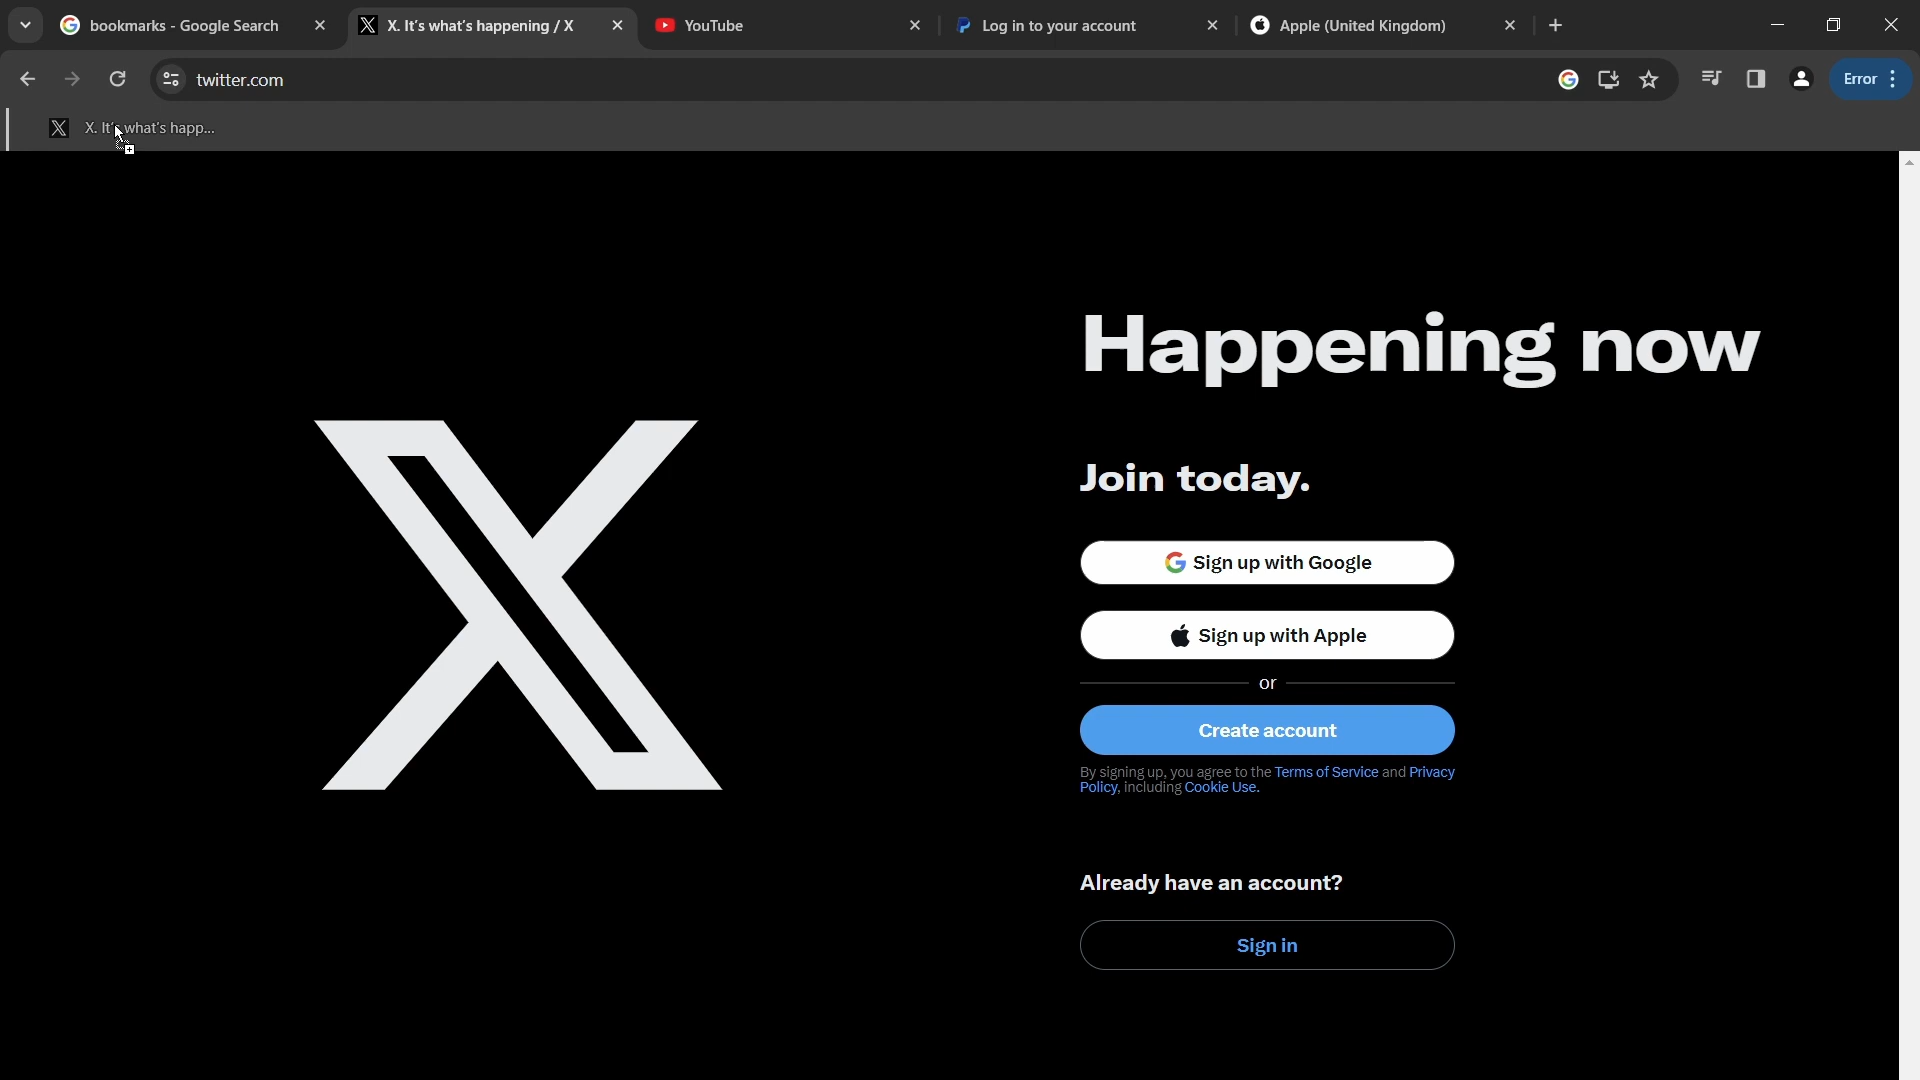 bookmarks - Google Search
X. It's what's happening / X
YouTube
Log in to your account
Apple (United Kingdom)
twitter.com
Error
X. It's what's happ...
Happening now
Join today.
Sign up with Google
Sign up with Apple
or
Create account
By signing up, you agree to the Terms of Service and Privacy
Policy, including Cookie Use.
Already have an account?
Sign in